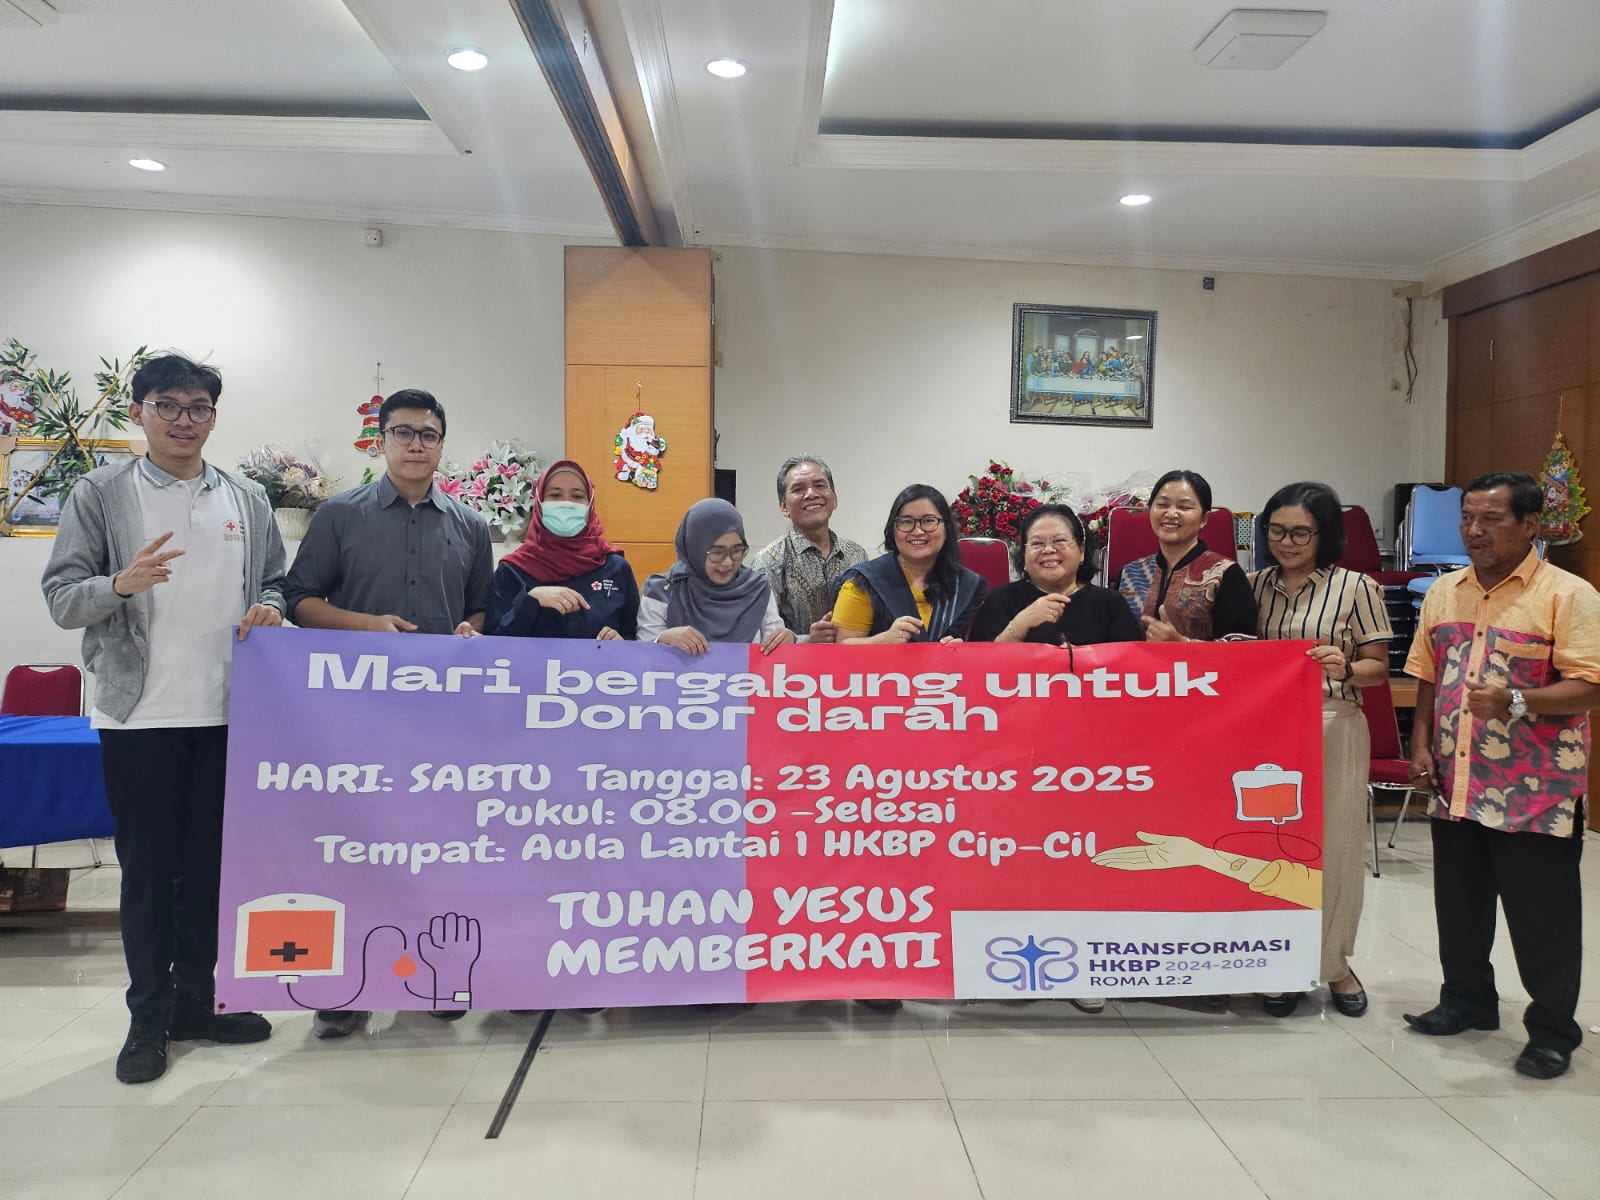 Mari bergabung untuk
Donor darah
HARI: SABTU Tanggal: 23 Agustus 2025
Pukul: 08.00 -Selesai
Tempat: Aula Lantai 1 HKBP Cip-Cil
TUHAN YESUS
MEMBERKATI
TRANSFORMASI
HKBP 2024-2028
ROMA 12:2